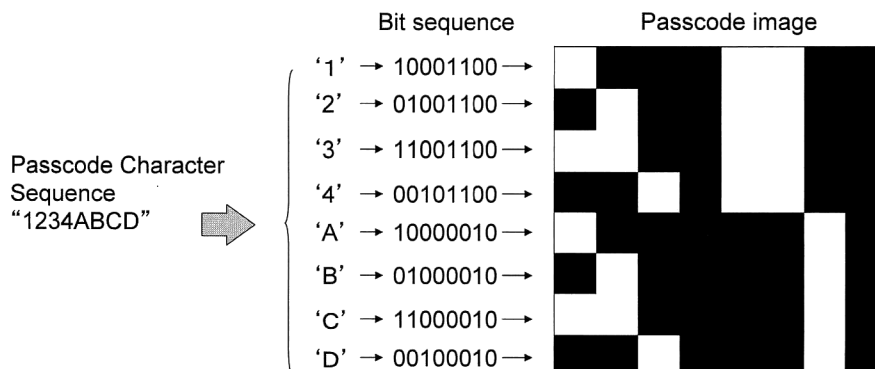 Bit sequence Passcode image
‘1’ → 10001100 →
‘2’ → 01001100 →
‘3’ → 11001100 →
Passcode Character
Sequence
“1234ABCD”
‘4’ → 00101100 →
‘A’ → 10000010 →
‘B’ → 01000010 →
‘C’ → 11000010 →
‘D’ → 00100010 →